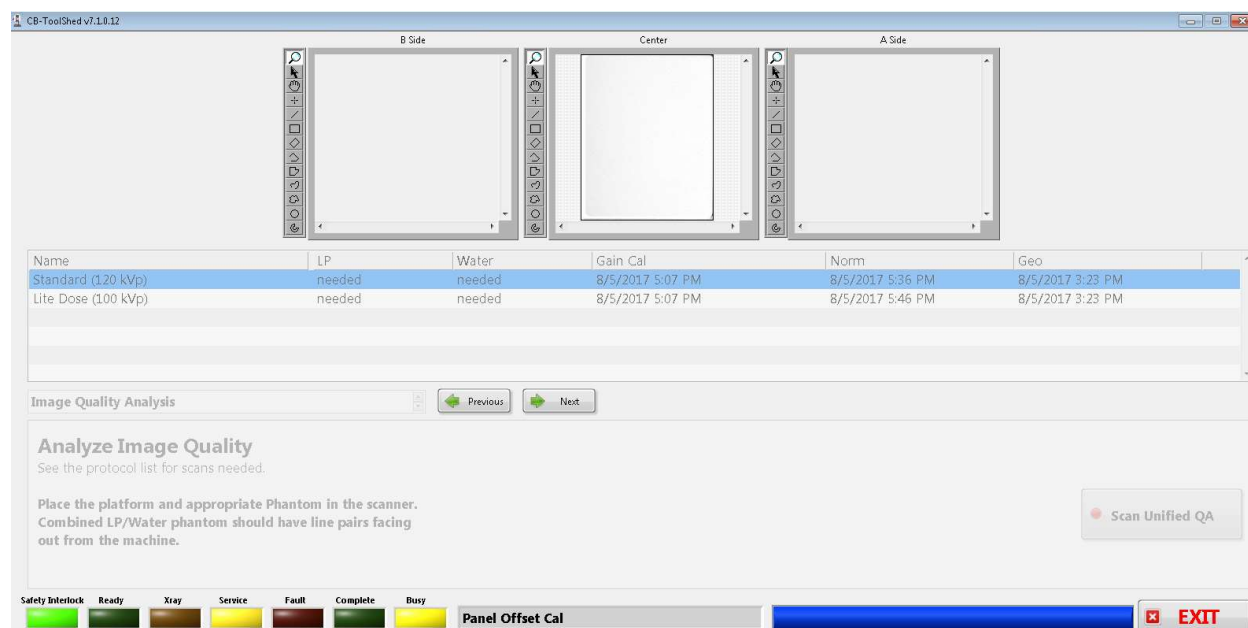 CB-ToolShed v7.1.0.12
B Side
Center
A Side
Name LP Water Gain Cal Norm Geo
Standard (120 kVp) needed needed 8/5/2017 5:07 PM 8/5/2017 5:36 PM 8/5/2017 3:23 PM
Lite Dose (100 kVp) needed needed 8/5/2017 5:07 PM 8/5/2017 5:46 PM 8/5/2017 3:23 PM
Image Quality Analysis
Previous
Next
Analyze Image Quality
See the protocol list for scans needed.
Place the platform and appropriate Phantom in the scanner.
Combined LP/Water phantom should have line pairs facing
out from the machine.
Scan Unified QA
Safety Interlock Ready Xray Service Fault Complete Busy
Panel Offset Cal
EXIT